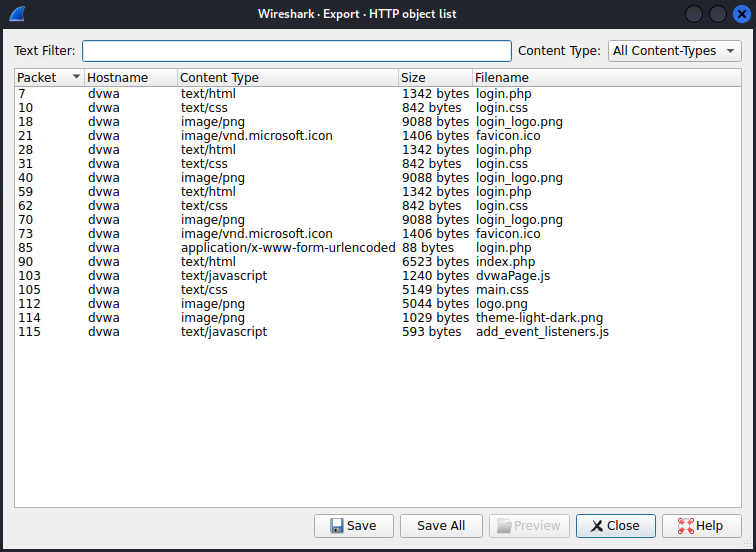 Wireshark · Export · HTTP object list
Text Filter: Content Type: All Content-Types
Packet Hostname Content Type Size Filename
7 dvwa text/html 1342 bytes login.php
10 dvwa text/css 842 bytes login.css
18 dvwa image/png 9088 bytes login_logo.png
21 dvwa image/vnd.microsoft.icon 1406 bytes favicon.ico
28 dvwa text/html 1342 bytes login.php
31 dvwa text/css 842 bytes login.css
40 dvwa image/png 9088 bytes login_logo.png
59 dvwa text/html 1342 bytes login.php
62 dvwa text/css 842 bytes login.css
70 dvwa image/png 9088 bytes login_logo.png
73 dvwa image/vnd.microsoft.icon 1406 bytes favicon.ico
85 dvwa application/x-www-form-urlencoded 88 bytes login.php
90 dvwa text/html 6523 bytes index.php
103 dvwa text/javascript 1240 bytes dvwaPage.js
105 dvwa text/css 5149 bytes main.css
112 dvwa image/png 5044 bytes logo.png
114 dvwa image/png 1029 bytes theme-light-dark.png
115 dvwa text/javascript 593 bytes add_event_listeners.js
Save Save All Preview Close Help